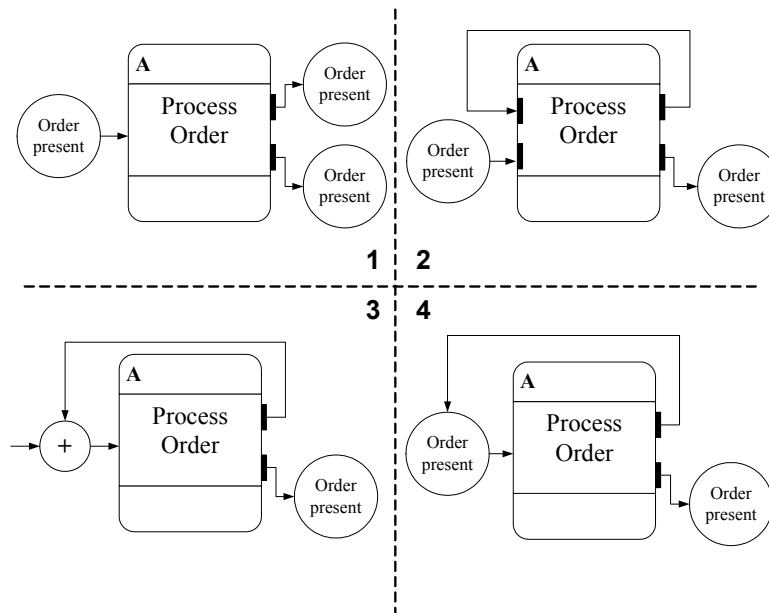 A
Process
Order
Order
present
Order
present
Order
present
1
A
Process
Order
Order
present
Order
present
2
3
A
+
Process
Order
Order
present
4
A
Order
present
Process
Order
Order
present